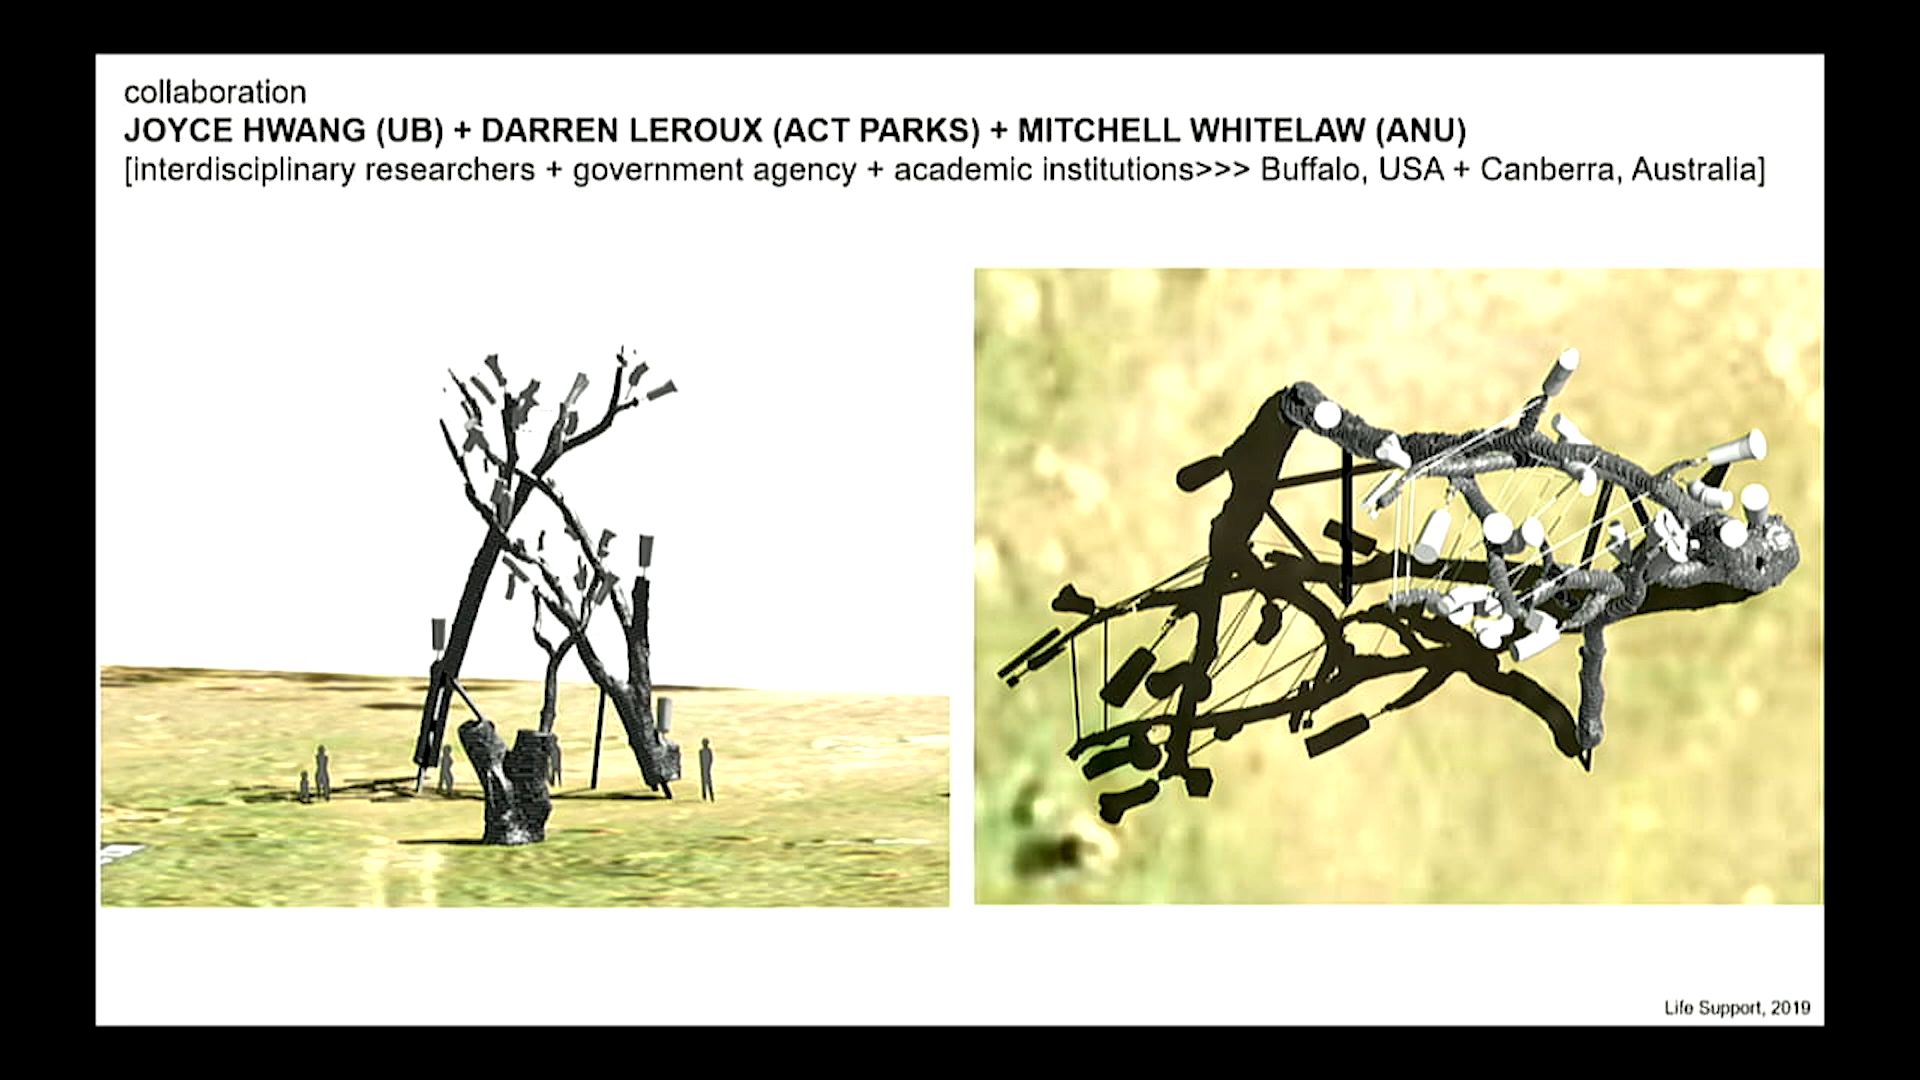 collaboration
JOYCE HWANG (UB) + DARREN LEROUX (ACT PARKS) + MITCHELL WHITELAW (ANU)
[interdisciplinary researchers + government agency + academic institutions>>> Buffalo, USA + Canberra, Australia]
Life Support, 2019